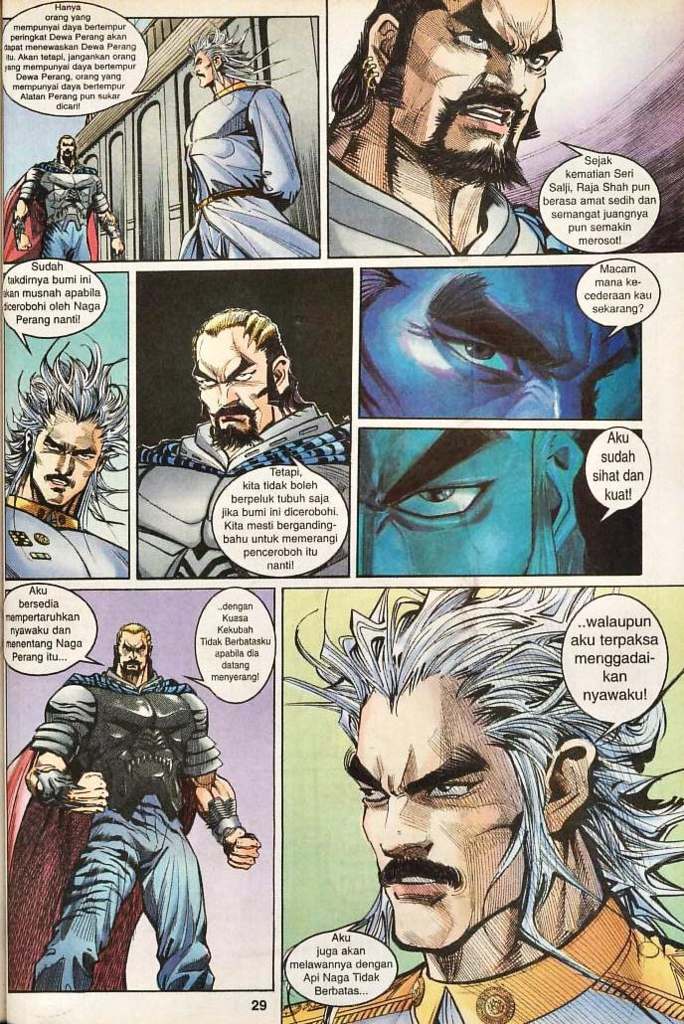 Hanya
orang yang
mempunyai daya bertempur
peringkat Dewa Perang akan
dapat menewaskan Dewa Perang
itu. Akan tetapi, jangankan orang
yang mempunyai daya bertempur
Dewa Perang, orang yang
mempunyai daya bertempur
Alatan Perang pun sukar
dicari!
Sejak
kematian Seri
Salji, Raja Shah pun
berasa amat sedih dan
semangat juangnya
pun semakin
merosot!
Sudah
takdirnya bumi ini
akan musnah apabila
dicerobohi oleh Naga
Perang nanti!
Tetapi,
kita tidak boleh
berpeluk tubuh saja
jika bumi ini dicerobohi.
Kita mesti berganding-
bahu untuk memerangi
penceroboh itu
nanti!
Macam
mana ke-
cederaan kau
sekarang?
Aku
sudah
sihat dan
kuat!
Aku
bersedia
mempertaruhkan
nyawaku dan
menentang Naga
Perang itu...
..dengan
Kuasa
Kekubah
Tidak Berbatasku
apabila dia
datang
menyerang!
Aku
juga akan
melawannya dengan
Api Naga Tidak
Berbatas...
..walaupun
aku terpaksa
menggadai-
kan
nyawaku!
29